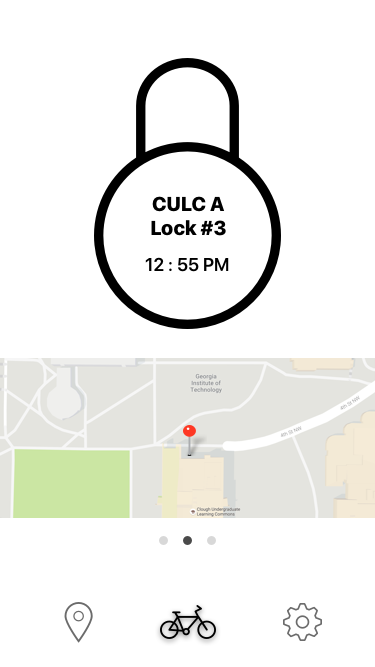 CULC A
Lock #3
12 : 55 PM
Georgia
Institute of
Technology
4th St NW
4th St NW
Clough Undergraduate
Learning Commons